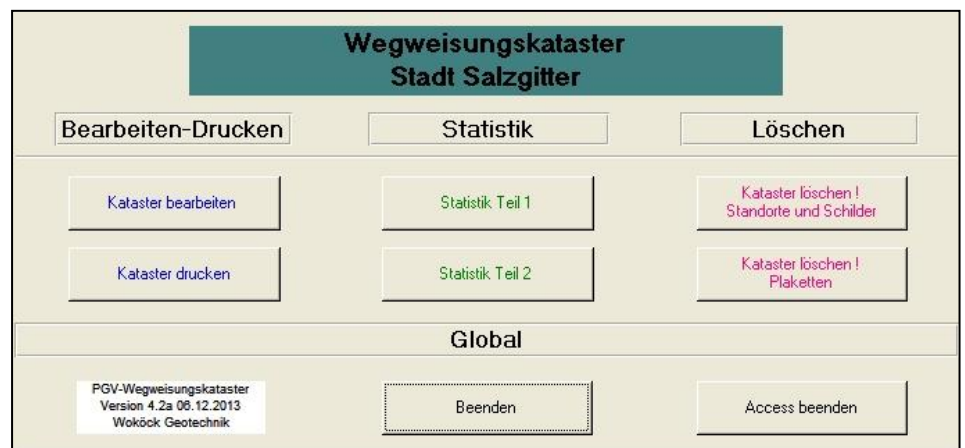 Wegweisungskataster
Stadt Salzgitter
Bearbeiten-Drucken
Statistik
Löschen
Kataster bearbeiten
Statistik Teil 1
Kataster löschen !
Standorte und Schilder
Kataster drucken
Statistik Teil 2
Kataster löschen !
Plaketten
Global
PGV-Wegweisungskataster
Version 4.2a 06.12.2013
Woköck Geotechnik
Beenden
Access beenden